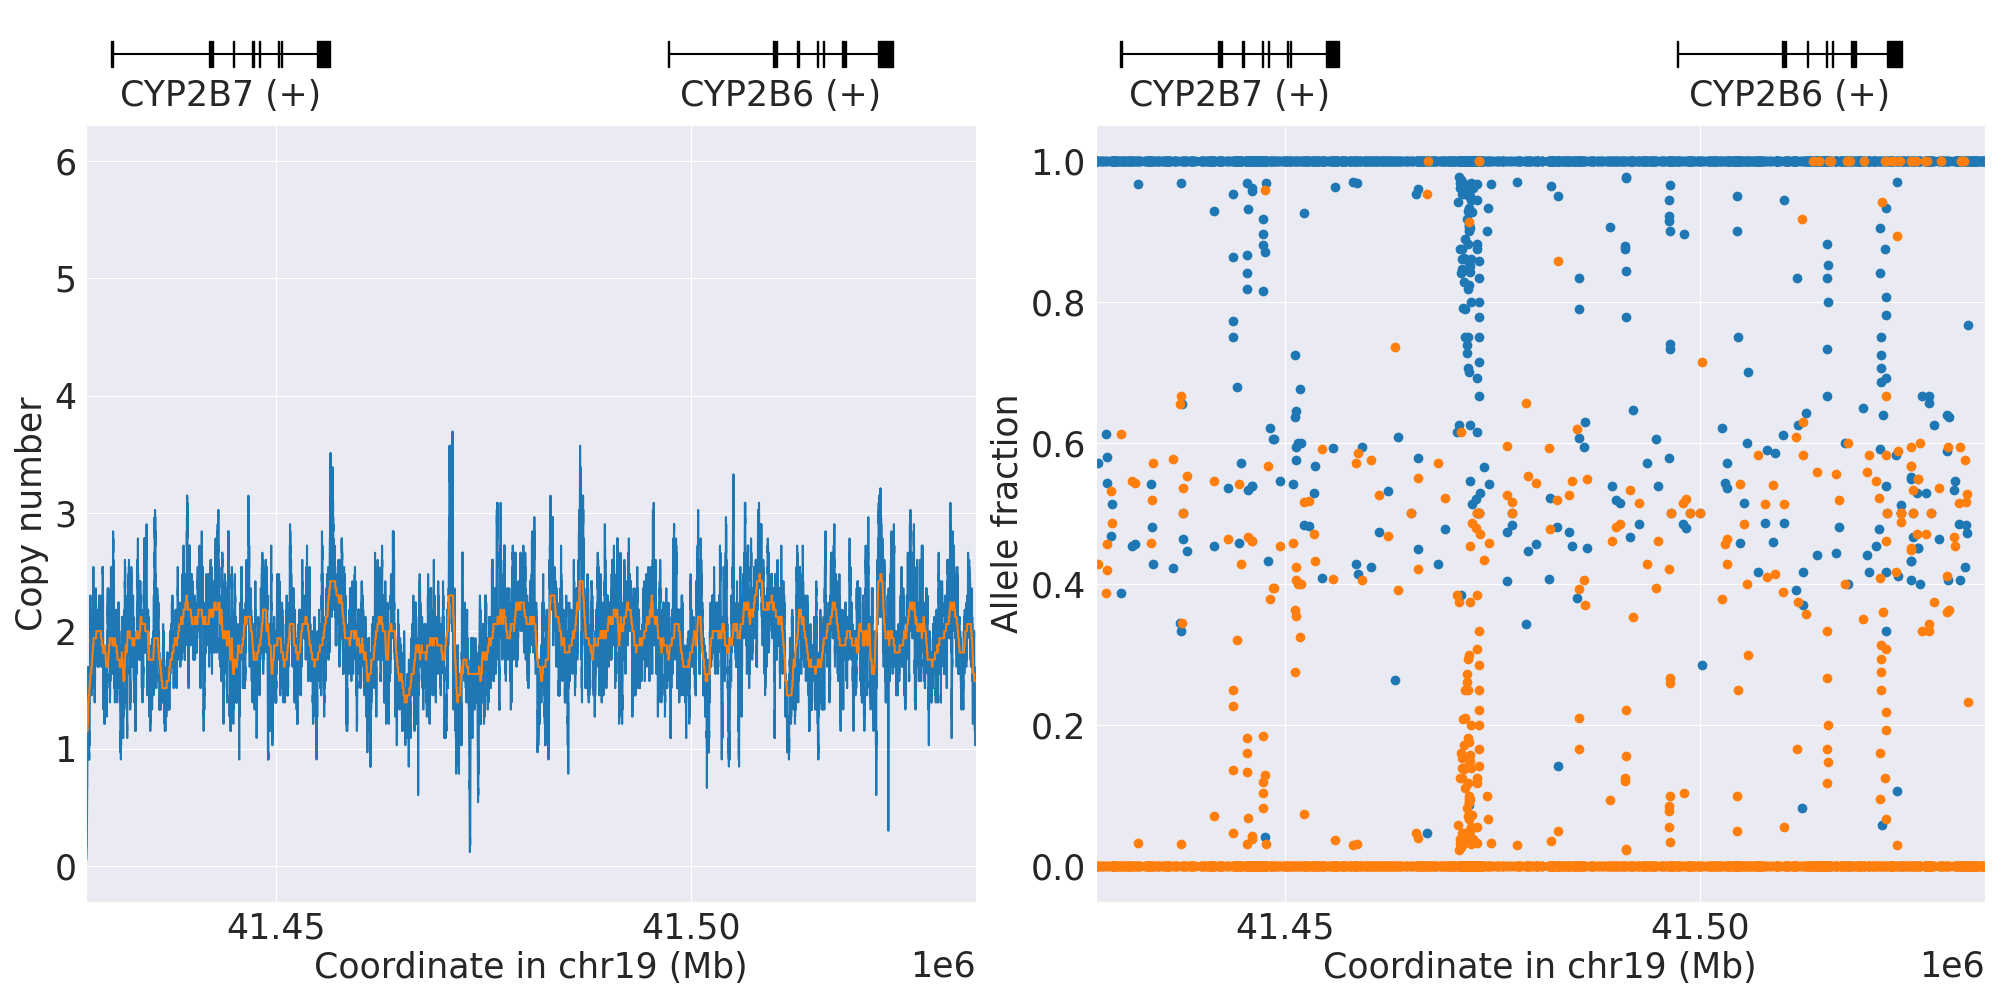 CYP2B7 (+) CYP2B6 (+)
6
5
4
3
2
1
0
Copy number
41.45 41.50
Coordinate in chr19 (Mb) 1e6
CYP2B7 (+) CYP2B6 (+)
1.0
0.8
0.6
0.4
0.2
0.0
Allele fraction
41.45 41.50
Coordinate in chr19 (Mb) 1e6